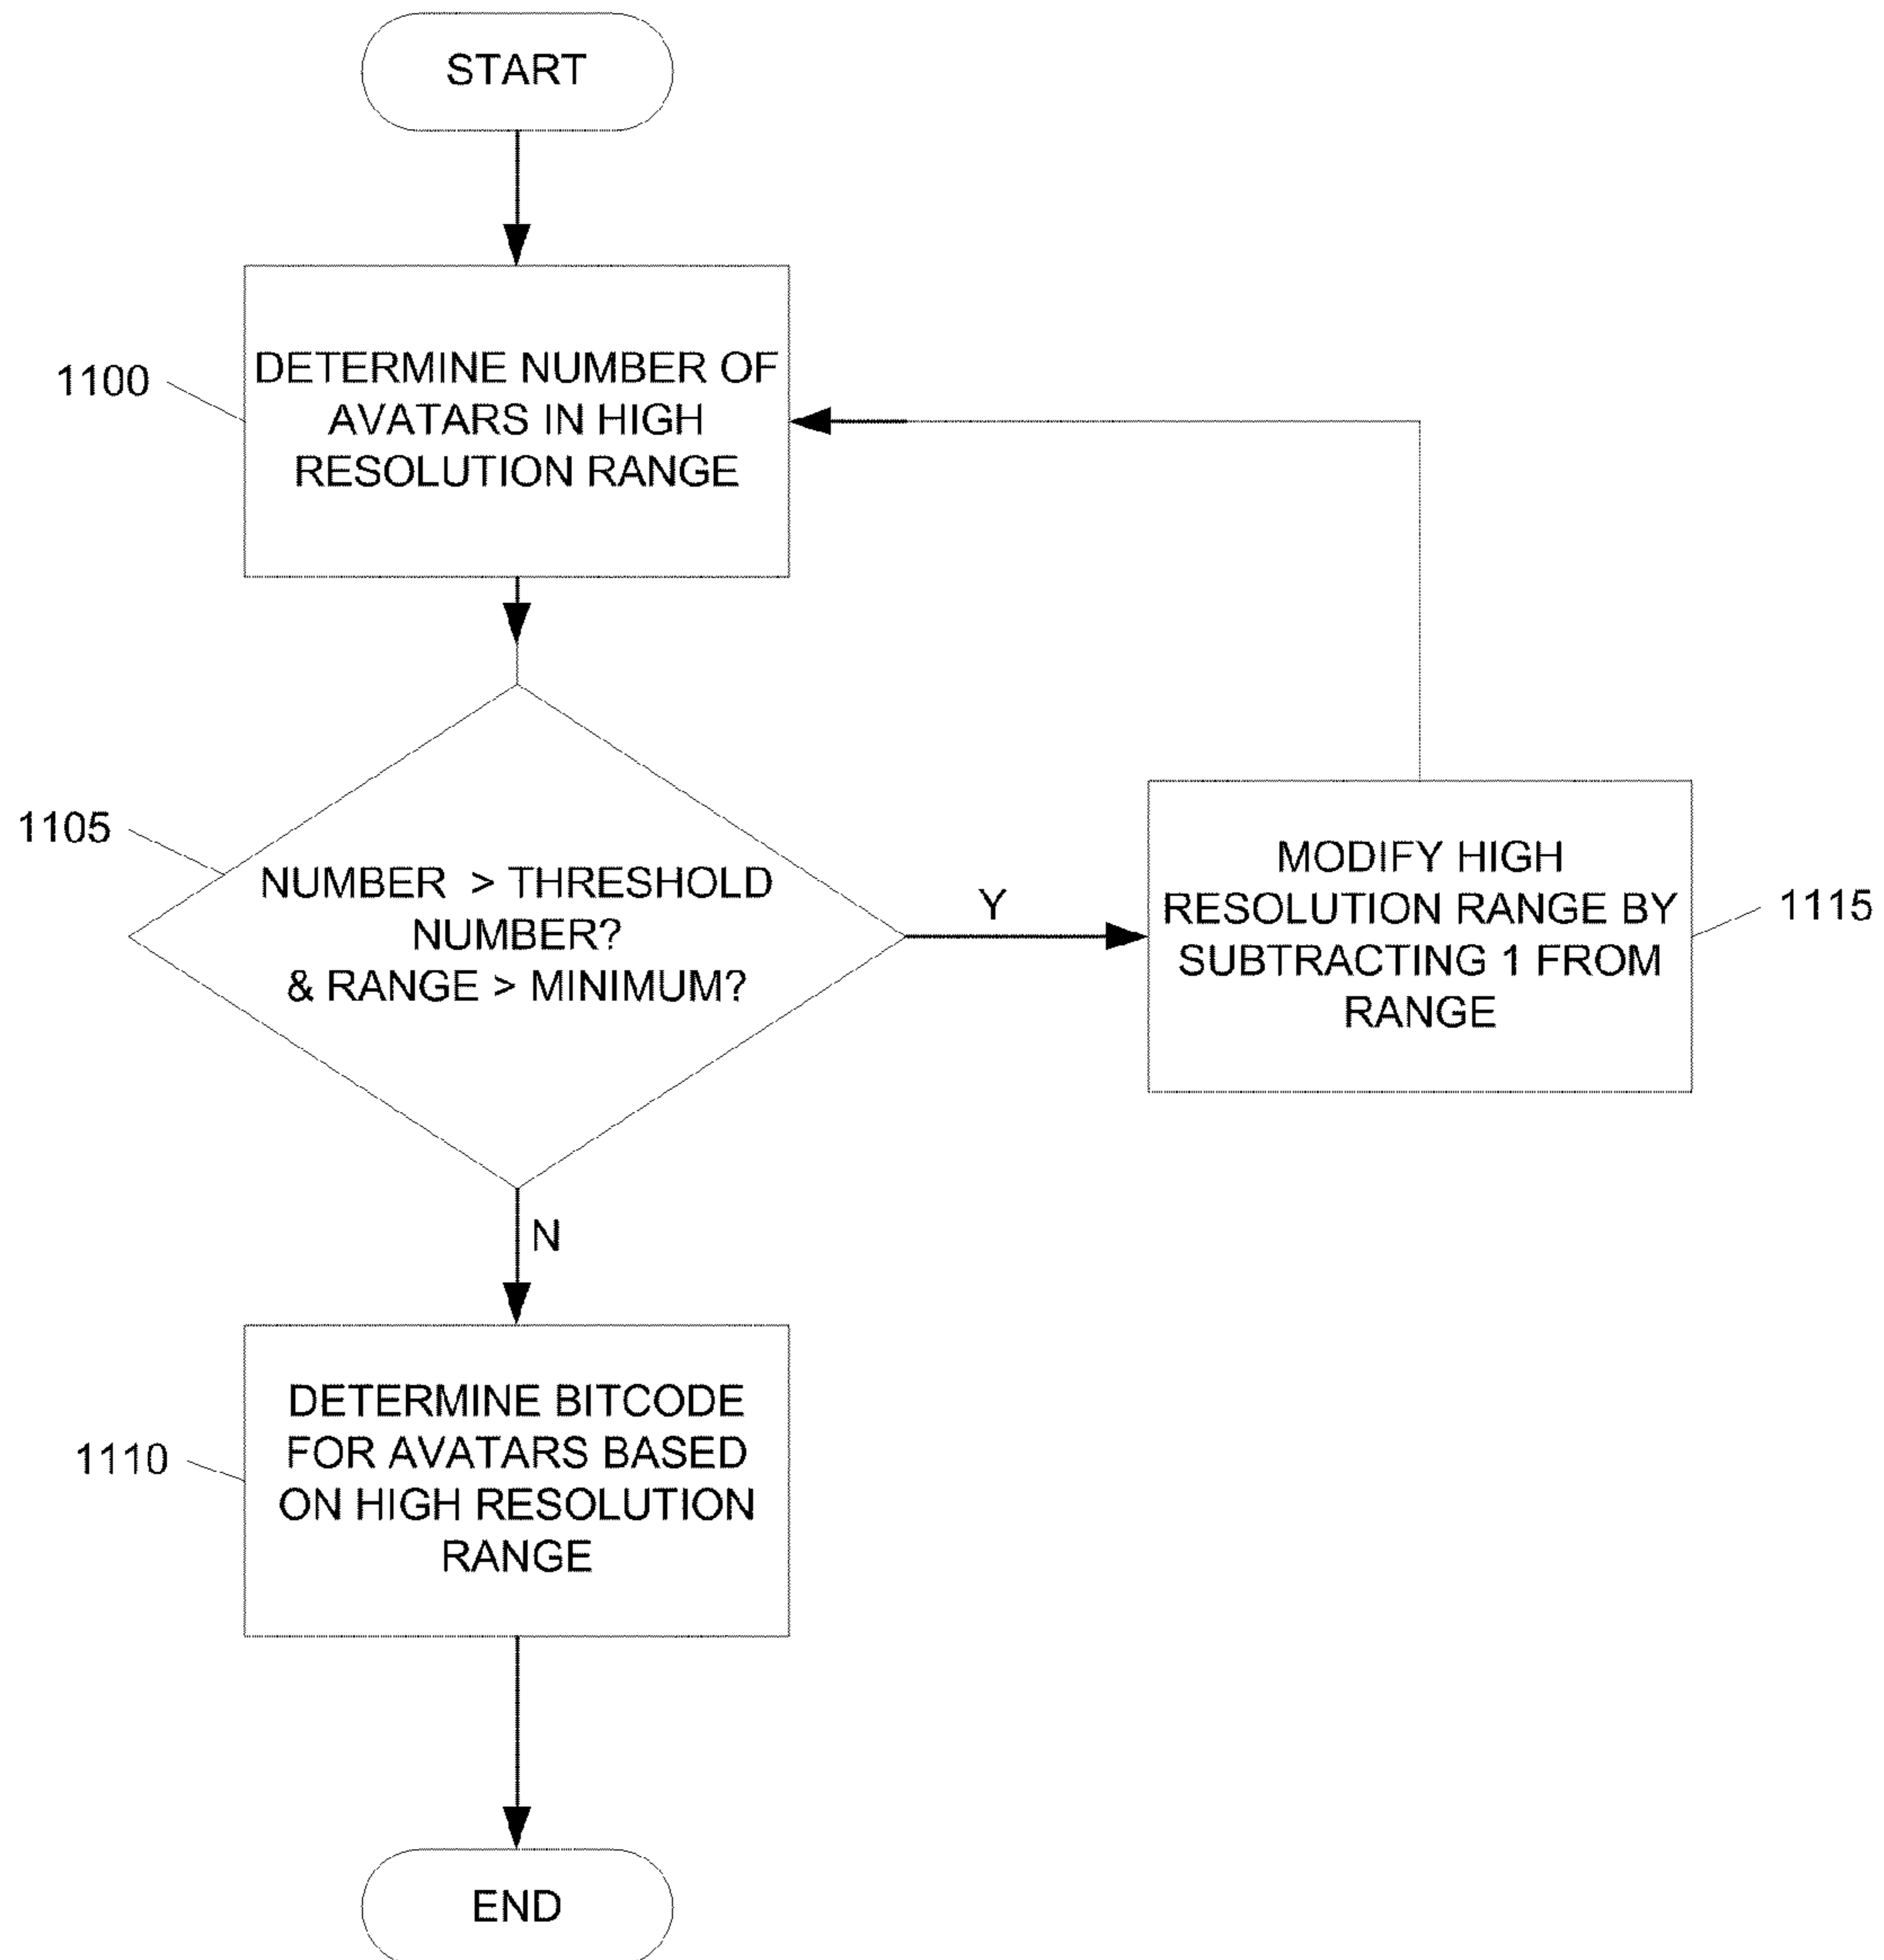 START
1100
DETERMINE NUMBER OF
AVATARS IN HIGH
RESOLUTION RANGE
1105
NUMBER > THRESHOLD
NUMBER?
& RANGE > MINIMUM?
Y
MODIFY HIGH
RESOLUTION RANGE BY
SUBTRACTING 1 FROM
RANGE
1115
N
1110
DETERMINE BITCODE
FOR AVATARS BASED
ON HIGH RESOLUTION
RANGE
END